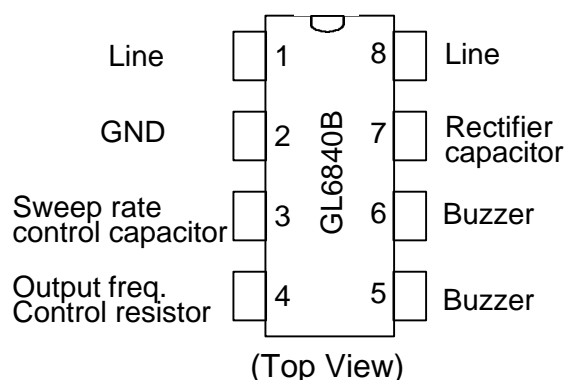 Line
1
8
Line
GND
2
7
Rectifier
capacitor
GL6840B
Sweep rate
control capacitor
3
6
Buzzer
Output freq.
Control resistor
4
5
Buzzer
(Top View)